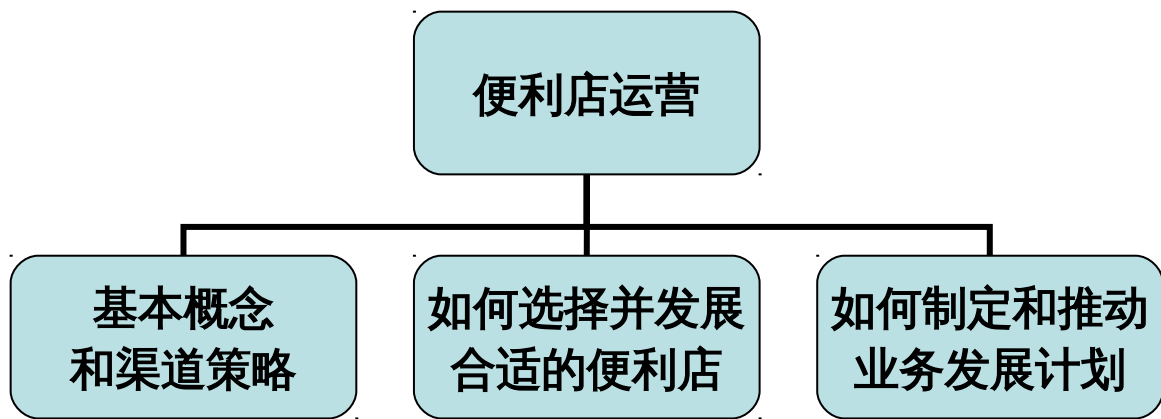 便利店运营
基本概念
和渠道策略
如何选择并发展
合适的便利店
如何制定和推动
业务发展计划